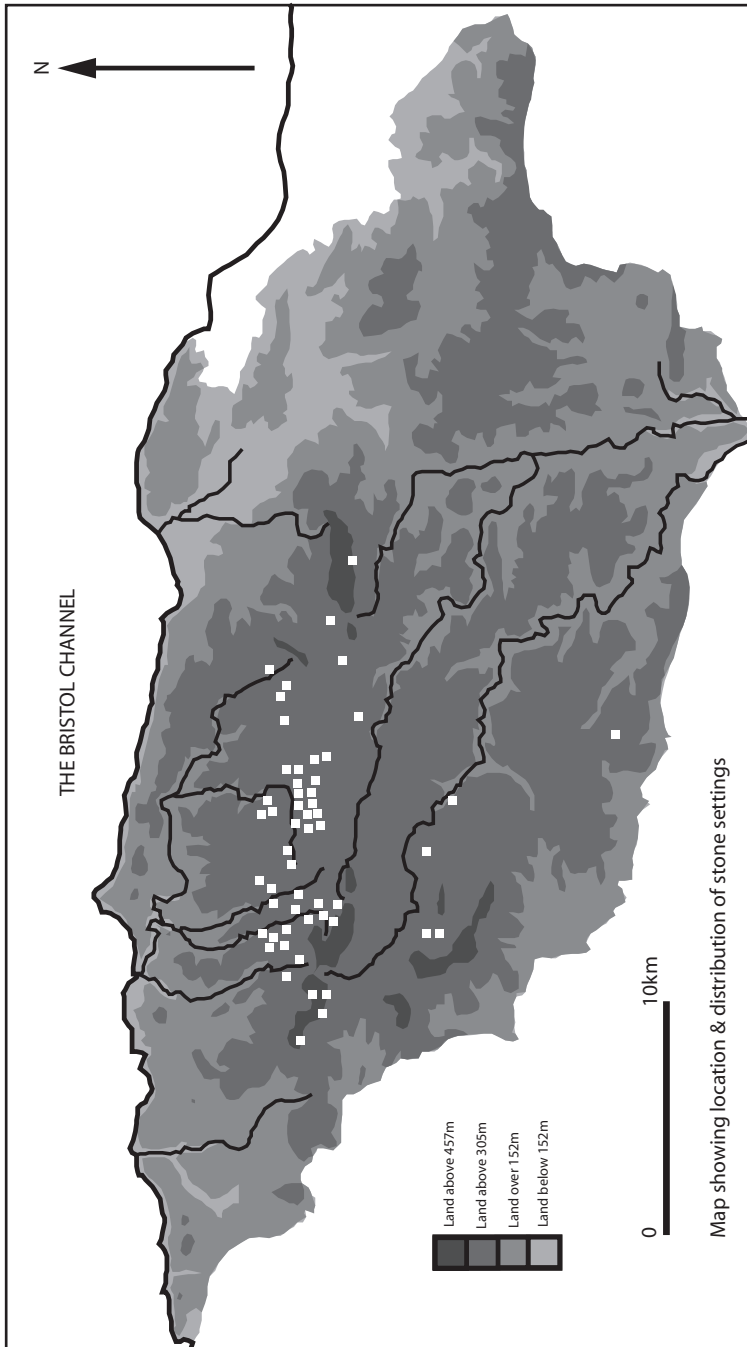 N
THE BRISTOL CHANNEL
Land above 457m
Land above 305m
Land over 152m
Land below 152m
0 10km
Map showing location & distribution of stone settings